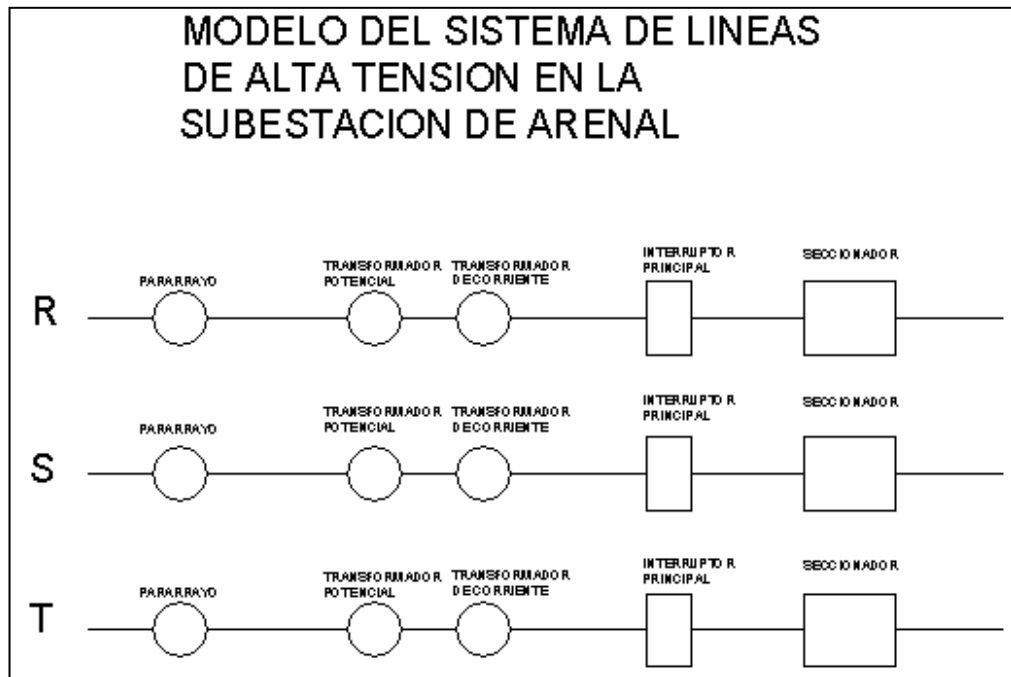 MODELO DEL SISTEMA DE LINEAS
DE ALTA TENSION EN LA
SUBESTACION DE ARENAL
R
PARARRAYO
TRANSFORMADOR
POTENCIAL
TRANSFORMADOR
DECORRIENTE
INTERRUPTOR
PRINCIPAL
SECCIONADOR
S
PARARRAYO
TRANSFORMADOR
POTENCIAL
TRANSFORMADOR
DECORRIENTE
INTERRUPTOR
PRINCIPAL
SECCIONADOR
T
PARARRAYO
TRANSFORMADOR
POTENCIAL
TRANSFORMADOR
DECORRIENTE
INTERRUPTOR
PRINCIPAL
SECCIONADOR